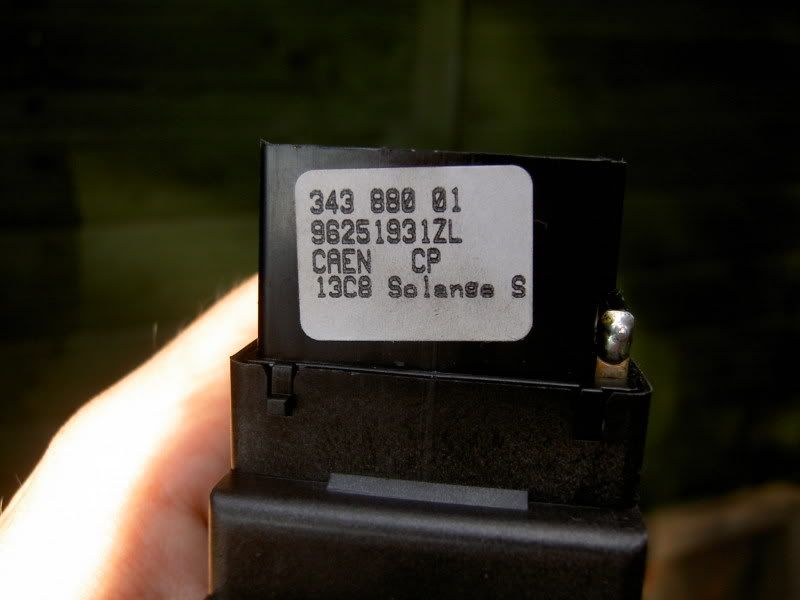 343 880 01
96251931ZL
CAEN CP
13C8 Solange S